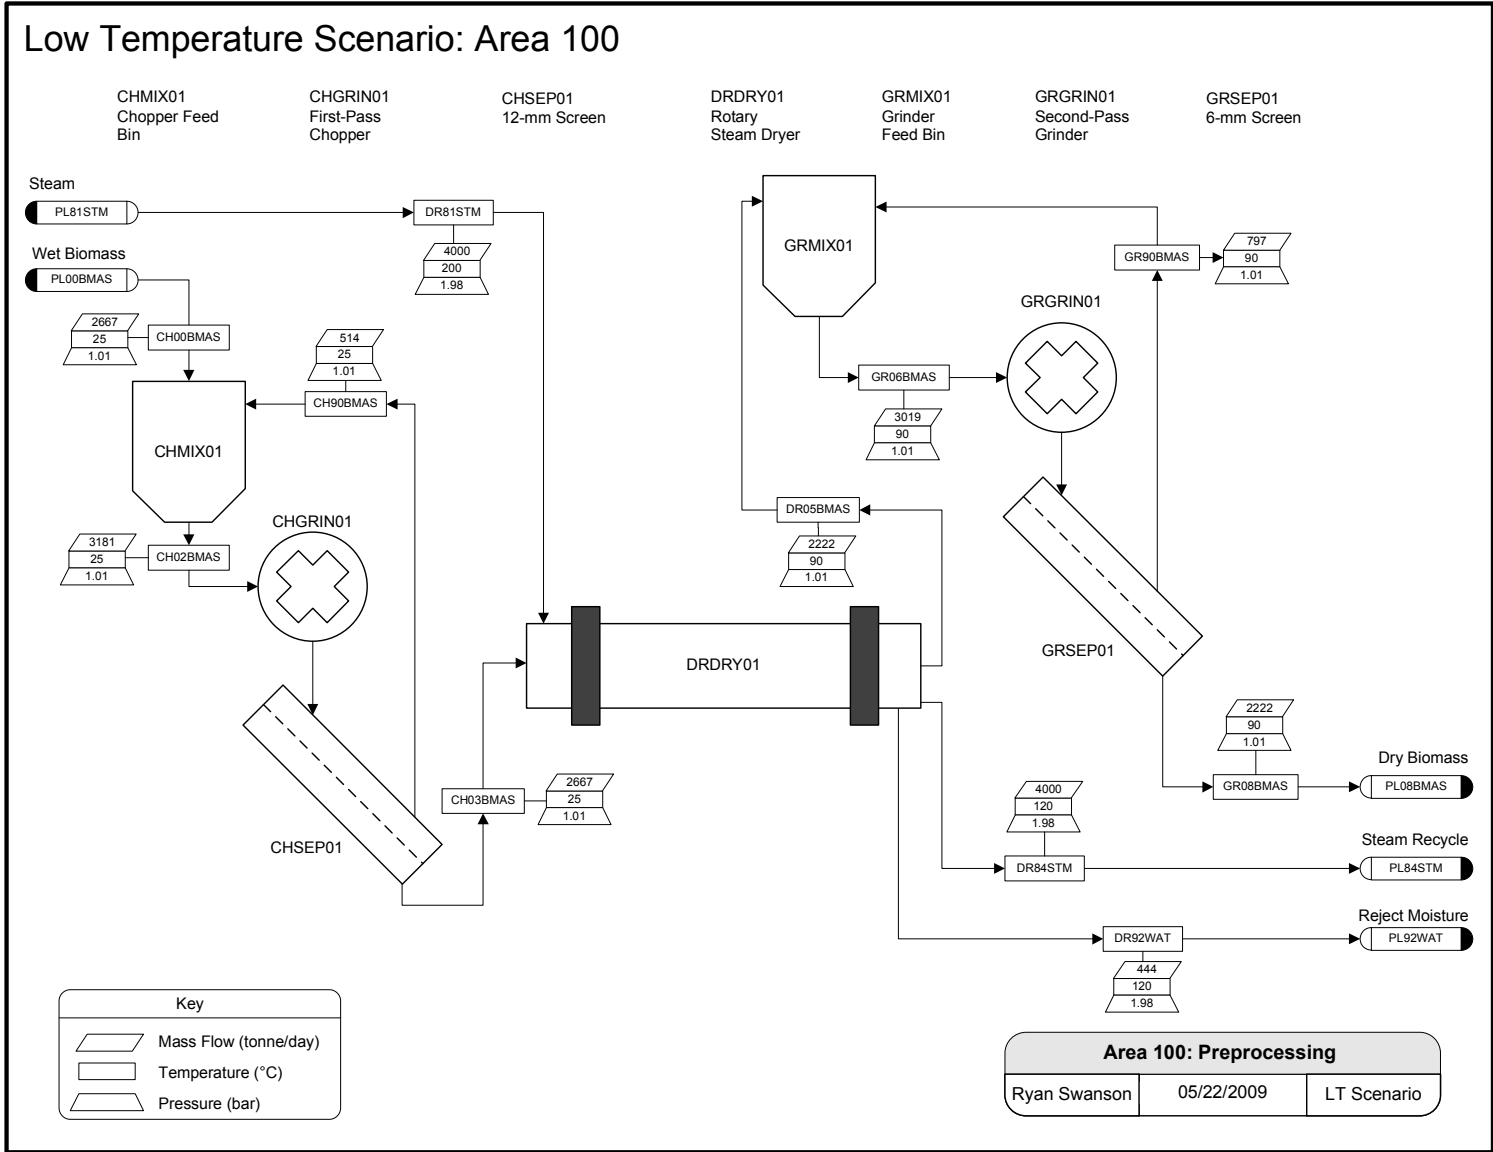 Low Temperature Scenario: Area 100
CHMIX01
Chopper Feed
Bin
CHGRIN01
First-Pass
Chopper
CHSEP01
12-mm Screen
DRDRY01
Rotary
Steam Dryer
GRMIX01
Grinder
Feed Bin
GRGRIN01
Second-Pass
Grinder
GRSEP01
6-mm Screen
Steam
PL81STM
DR81STM
4000
200
1.98
Wet Biomass
PL00BMAS
2667
25
1.01
CH00BMAS
514
25
1.01
CH90BMAS
CHMIX01
3181
25
1.01
CH02BMAS
CHGRIN01
CHSEP01
CH03BMAS
2667
25
1.01
DRDRY01
DR05BMAS
2222
90
1.01
GRMIX01
GR06BMAS
3019
90
1.01
GRGRIN01
GR90BMAS
797
90
1.01
GRSEP01
2222
90
1.01
GR08BMAS
Dry Biomass
PL08BMAS
4000
120
1.98
DR84STM
Steam Recycle
PL84STM
DR92WAT
444
120
1.98
Reject Moisture
PL92WAT
Key
Mass Flow (tonne/day)
Temperature (°C)
Pressure (bar)
Area 100: Preprocessing
Ryan Swanson
05/22/2009
LT Scenario